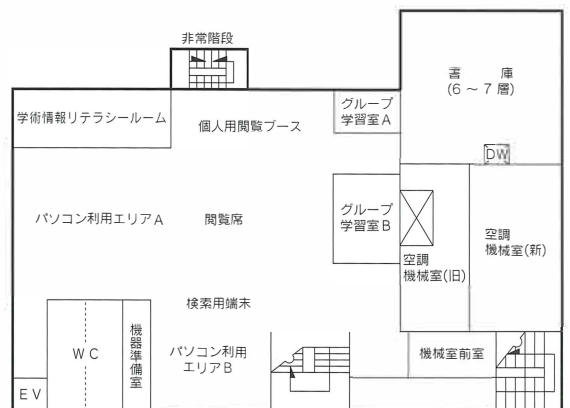 非常階段
書　庫
(6 ～ 7 層)
学術情報リテラシールーム
個人用閲覧ブース
グループ
学習室A
DW
パソコン利用エリアA
閲覧席
グループ
学習室B
空調
機械室(旧)
空調
機械室(新)
検索用端末
WC
機器準備室
パソコン利用
エリアB
機械室前室
EV